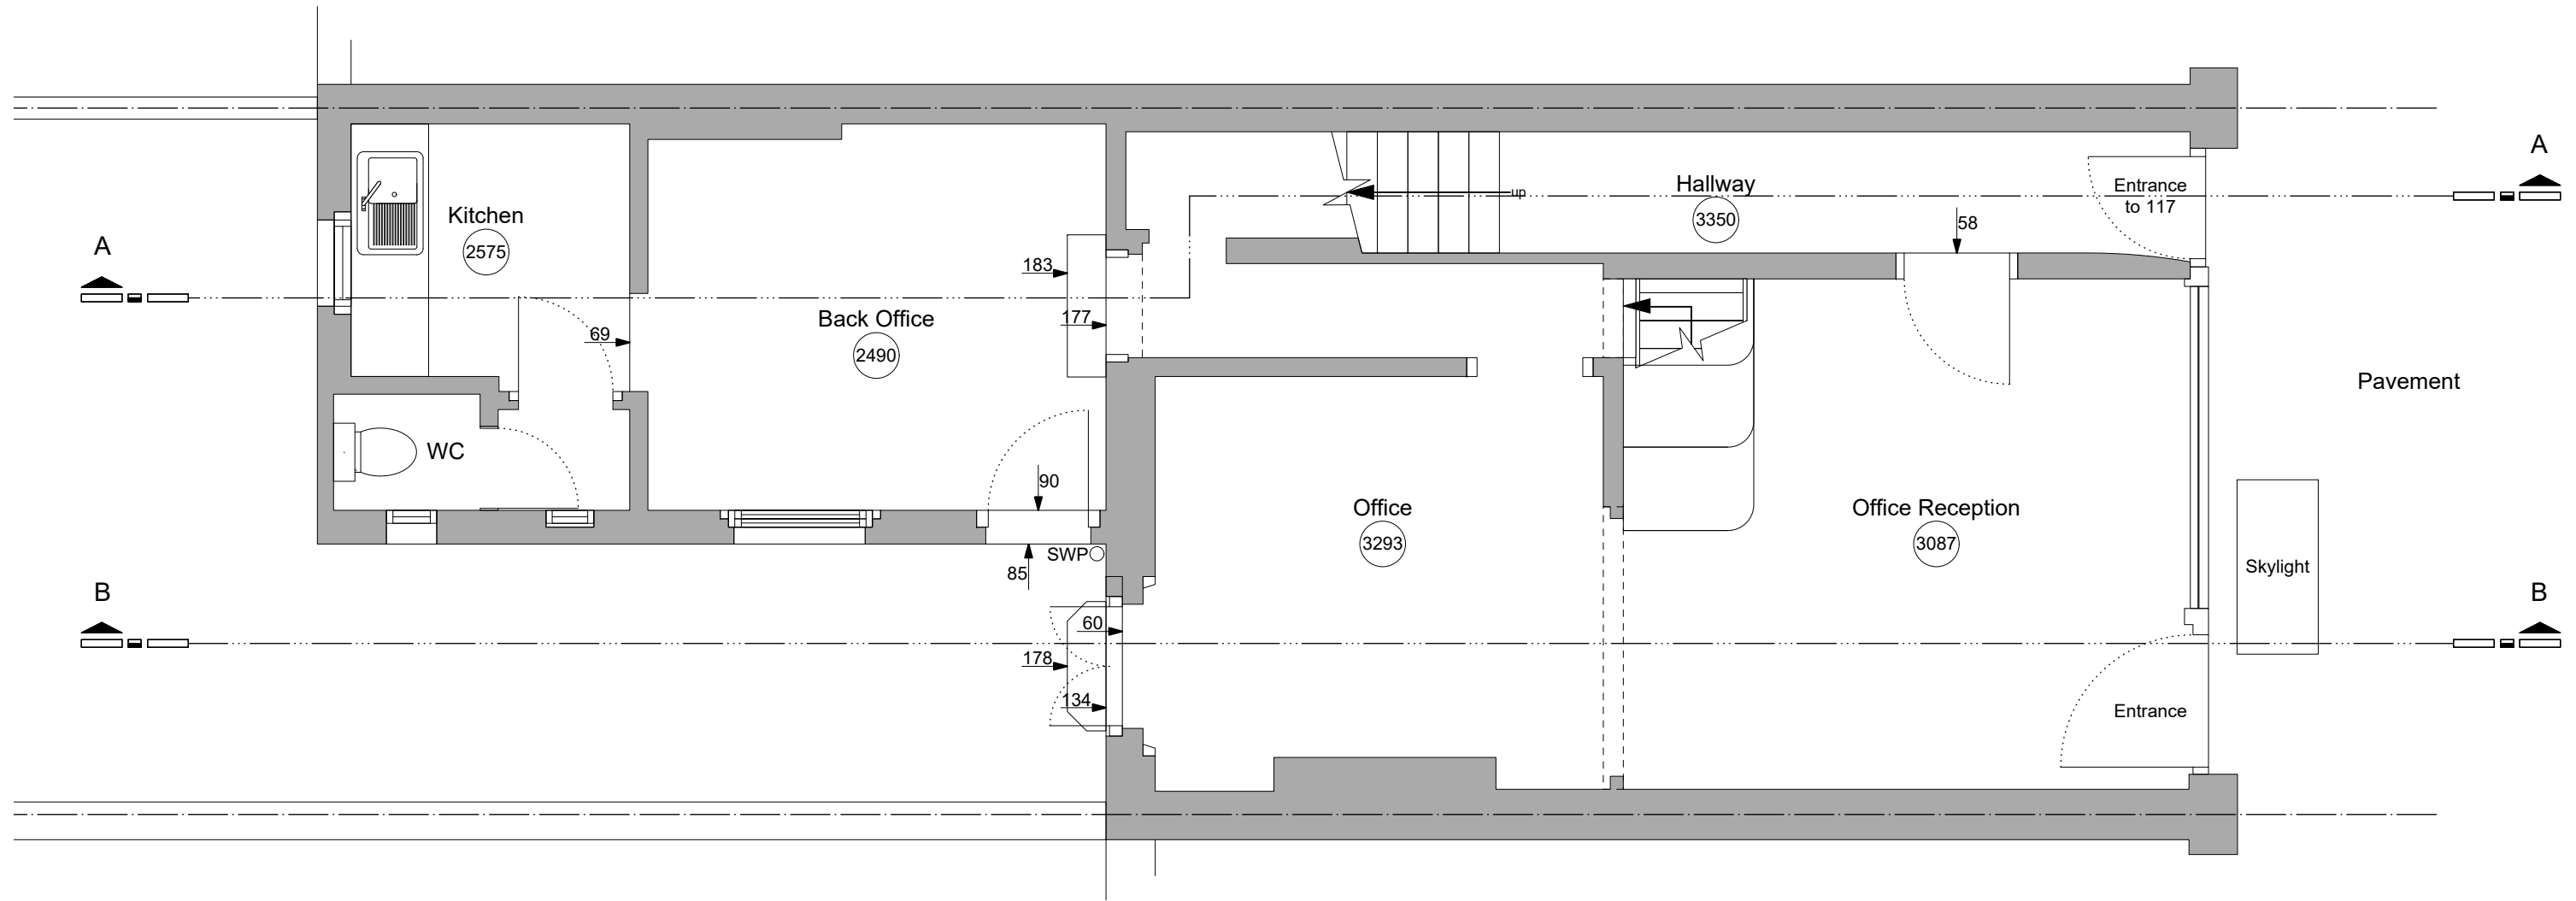 A
Hallway
3350
Entrance
to 117
up
58
Kitchen
2575
A
A
183
177
69
Back Office
2490
Pavement
WC
90
85
SWP
Office
3293
Office Reception
3087
Skylight
B
B
60
178
134
Entrance